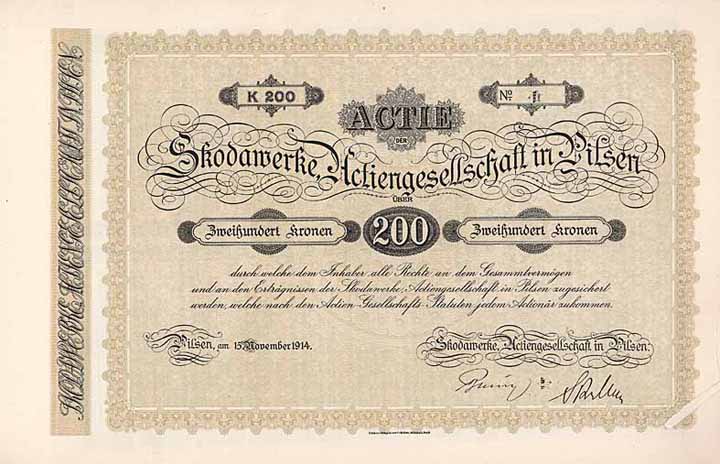 K 200
No.
ACTIE
DER
Skodawerke, Actiengesellschaft in Pilsen
ÜBER
Zweihundert Kronen
200
Zweihundert Kronen
durch welche dem Inhaber alle Rechte an dem Gesammtvermögen
und an den Erträgnissen der Skodawerke, Actiengesellschaft in Pilsen zugesichert
werden, welche nach den Actien-Gesellschafts-Statuten jedem Actionär zukommen.
Pilsen, am 15. November 1914.
Skodawerke, Actiengesellschaft in Pilsen: